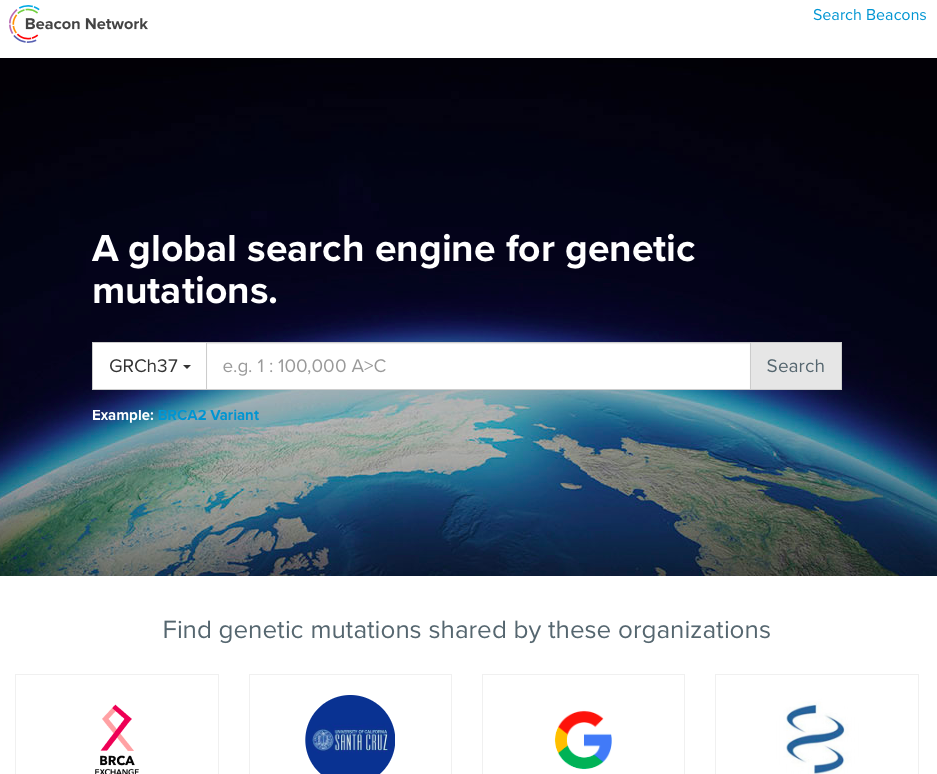 Beacon Network
Search Beacons
A global search engine for genetic
mutations.
GRCh37
e.g. 1 : 100,000 A>C
Search
Example: BRCA2 Variant
Find genetic mutations shared by these organizations
BRCA
EXCHANGE
UNIVERSITY OF CALIFORNIA
SANTA CRUZ